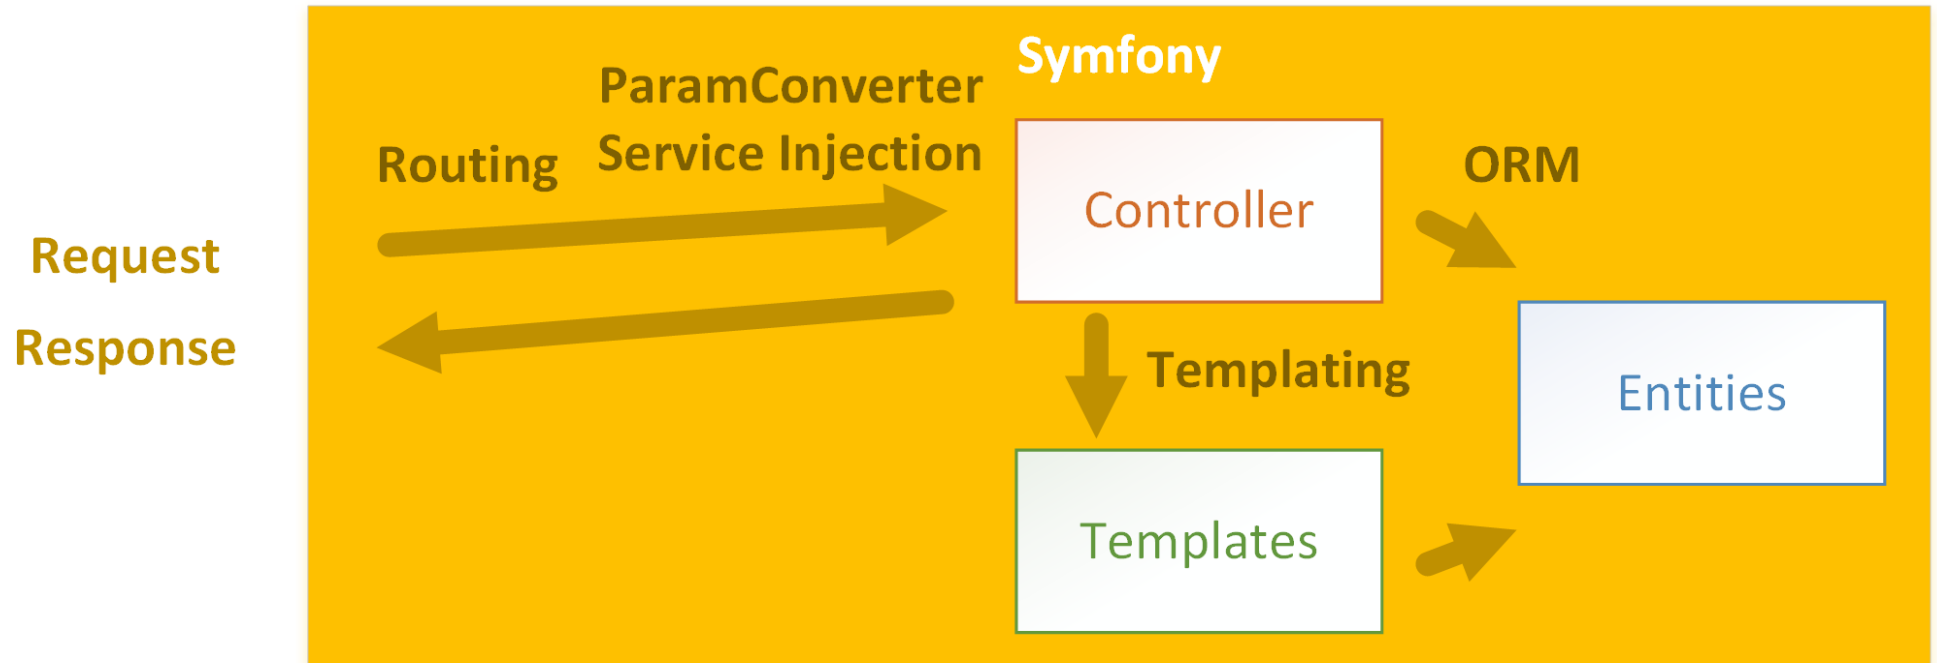 Symfony
ParamConverter
Service Injection
Routing
Controller
ORM
Request
Response
Templating
Entities
Templates